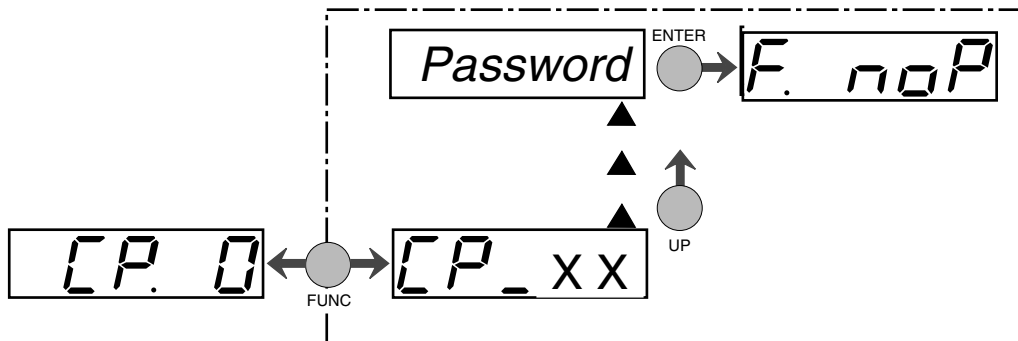 ENTER
Password
F. noP
UP
CP. 0
CP_ XX
FUNC